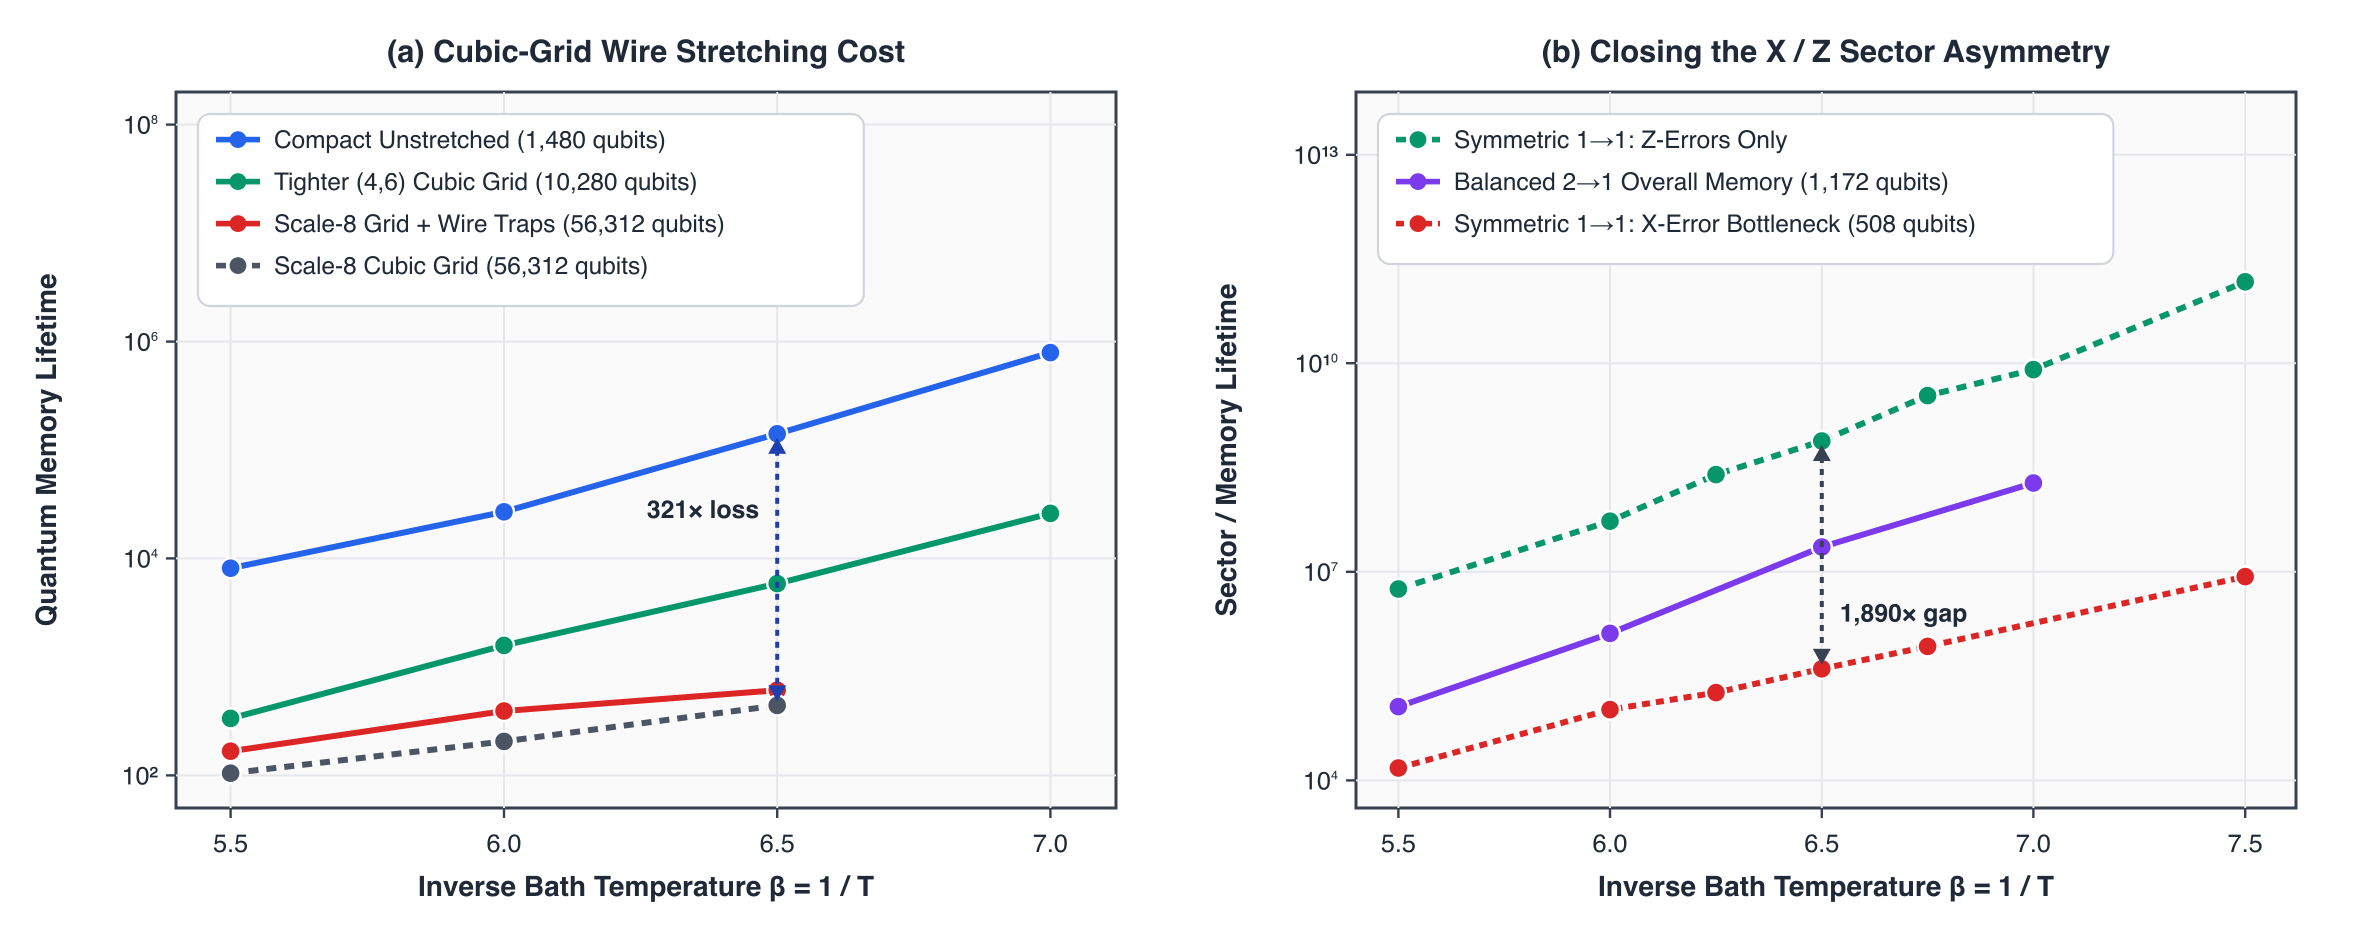 (a) Cubic-Grid Wire Stretching Cost
Quantum Memory Lifetime
10⁸
10⁶
10⁴
10²
Compact Unstretched (1,480 qubits)
Tighter (4,6) Cubic Grid (10,280 qubits)
Scale-8 Grid + Wire Traps (56,312 qubits)
Scale-8 Cubic Grid (56,312 qubits)
321× loss
5.5 6.0 6.5 7.0
Inverse Bath Temperature β = 1 / T
(b) Closing the X / Z Sector Asymmetry
Sector / Memory Lifetime
10¹³
10¹⁰
10⁷
10⁴
Symmetric 1→1: Z-Errors Only
Balanced 2→1 Overall Memory (1,172 qubits)
Symmetric 1→1: X-Error Bottleneck (508 qubits)
1,890× gap
5.5 6.0 6.5 7.0 7.5
Inverse Bath Temperature β = 1 / T